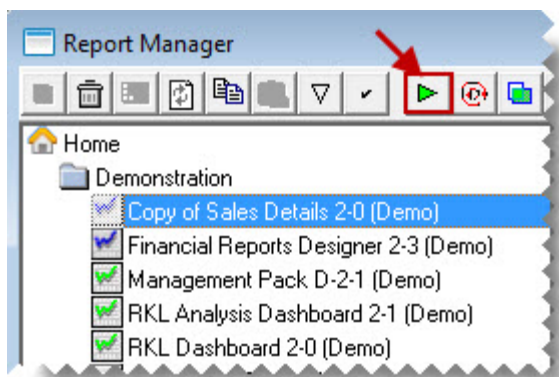 Report Manager
Home
Demonstration
Copy of Sales Details 2-0 (Demo)
Financial Reports Designer 2-3 (Demo)
Management Pack D-2-1 (Demo)
RKL Analysis Dashboard 2-1 (Demo)
RKL Dashboard 2-0 (Demo)